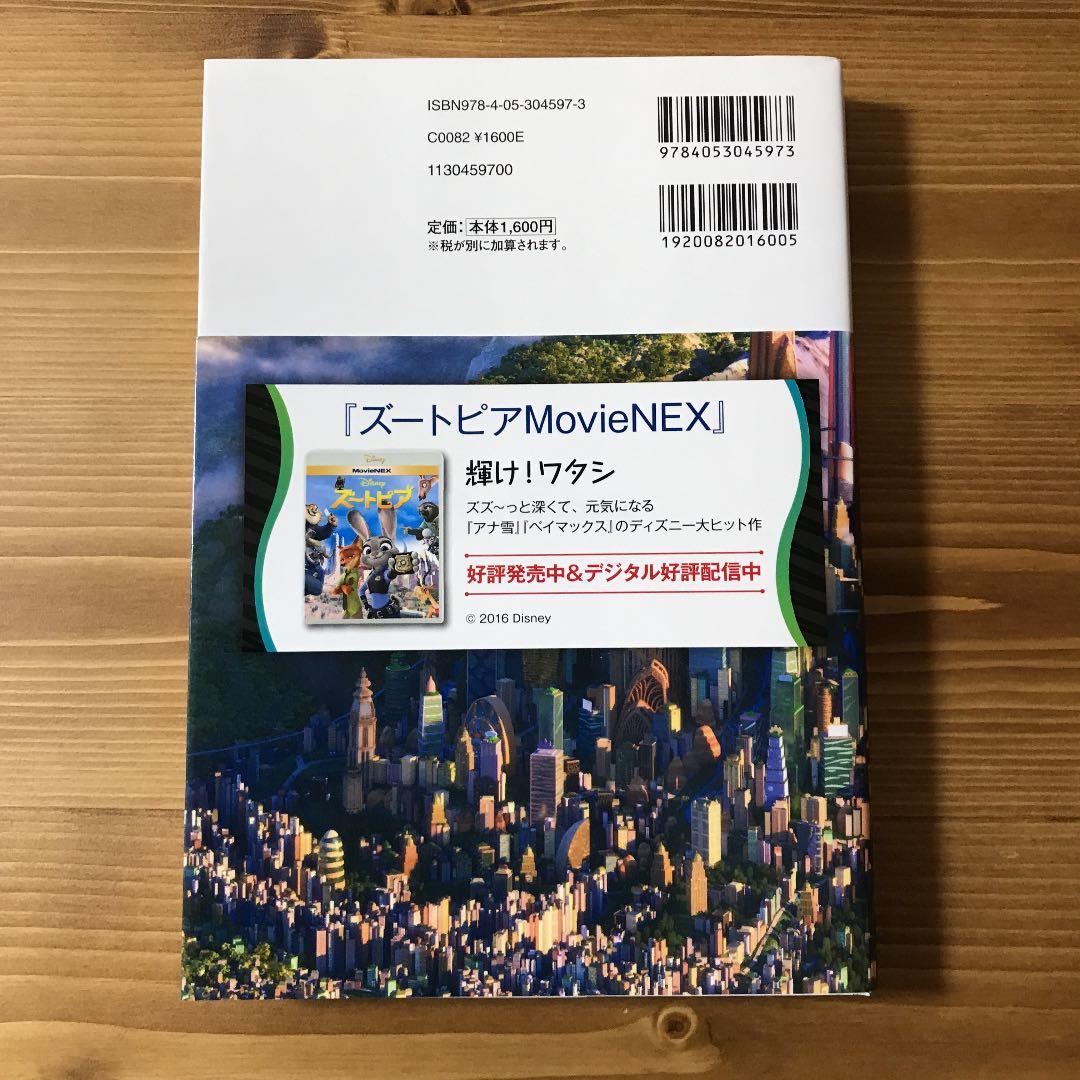 ISBN978-4-05-304597-3
C0082 ¥1600E
1130459700
定価：本体1,600円
※税が別に加算されます。
9784053045973
1920082016005
『ズートピアMovieNEX』
Disney
MovieNEX
Disney
ズートピア
輝け！ワタシ
ズズ～っと深くて、元気になる
『アナ雪』『ベイマックス』のディズニー大ヒット作
好評発売中&デジタル好評配信中
© 2016 Disney